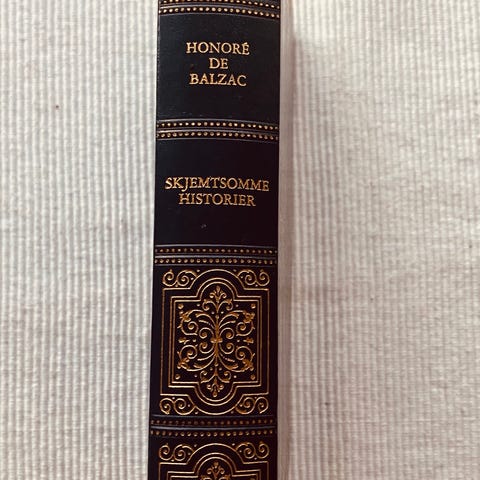 HONORÉ
DE
BALZAC
SKJEMTSOMME
HISTORIER